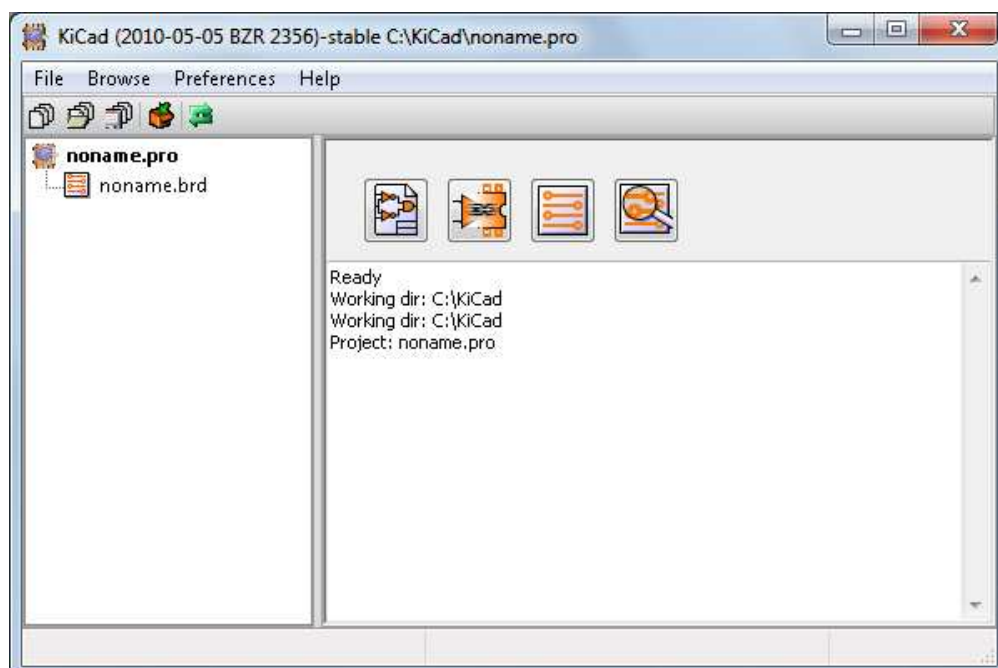 KiCad (2010-05-05 BZR 2356)-stable C:\KiCad\noname.pro
File Browse Preferences Help
noname.pro
noname.brd
Ready
Working dir: C:\KiCad
Working dir: C:\KiCad
Project: noname.pro